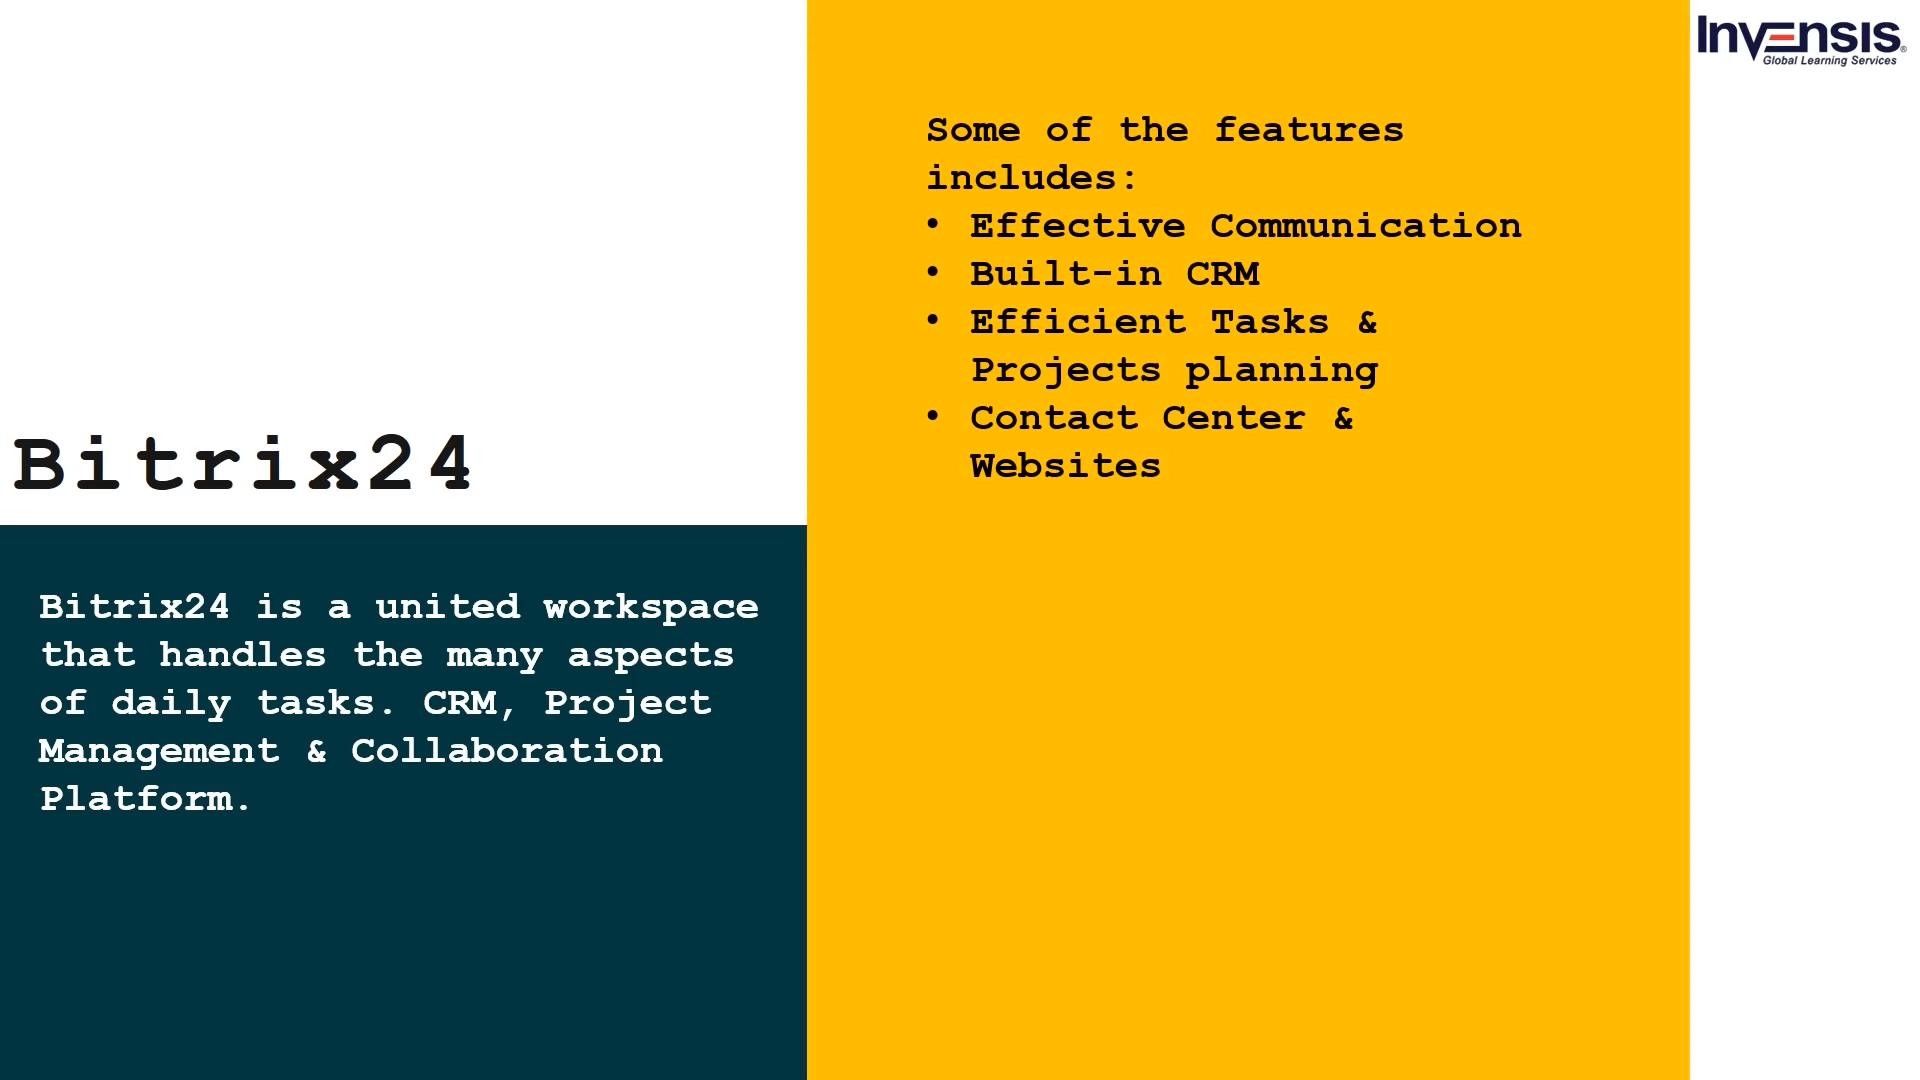 Invensis
Global Learning Services
Bitrix24
Bitrix24 is a united workspace
that handles the many aspects
of daily tasks. CRM, Project
Management & Collaboration
Platform.
Some of the features
includes:
• Effective Communication
• Built-in CRM
• Efficient Tasks &
Projects planning
• Contact Center &
Websites